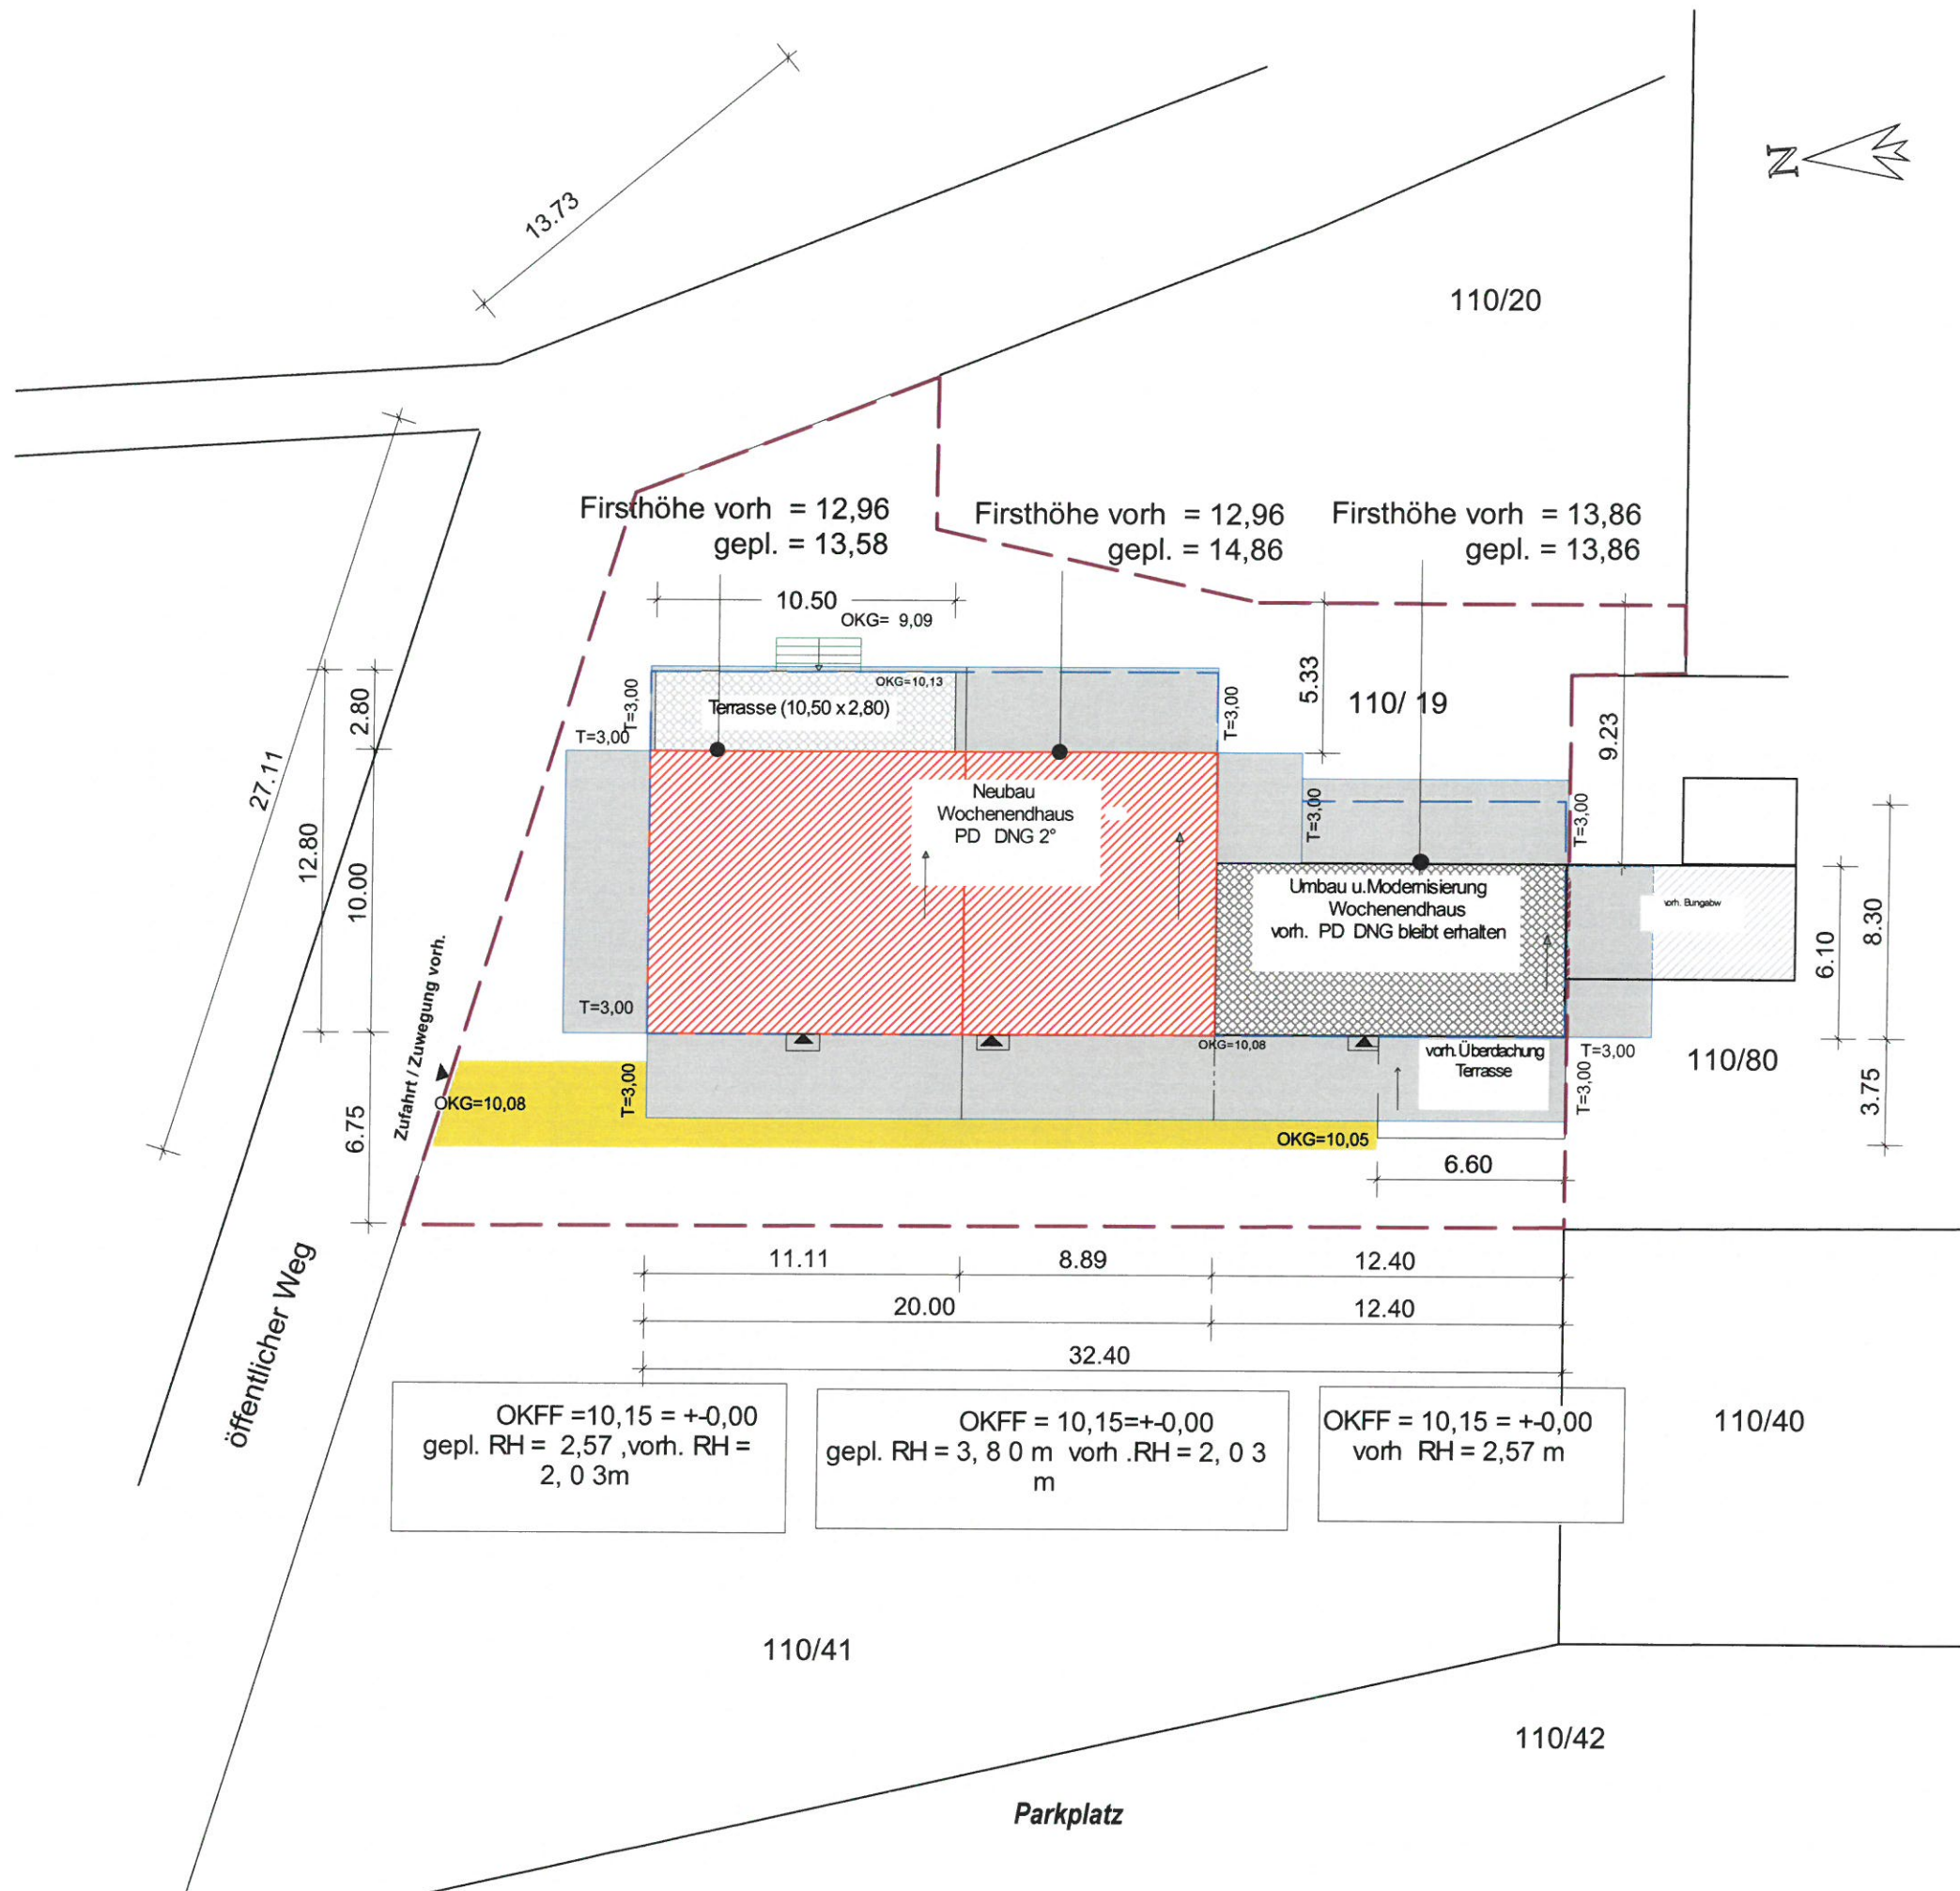 13.73
N
110/20
Firsthöhe vorh = 12,96
gepl. = 13,58
Firsthöhe vorh = 12,96
gepl. = 14,86
Firsthöhe vorh = 13,86
gepl. = 13,86
10.50
OKG= 9,09
27.11
12.80
2.80
10.00
6.75
T=3,00
T=3,00
OKG=10,13
Terrasse (10,50 x 2,80)
T=3,00
5.33
110/ 19
9.23
Neubau
Wochenendhaus
PD DNG 2°
T=3,00
T=3,00
Umbau u.Modernisierung
Wochenendhaus
vorh. PD DNG bleibt erhalten
vorh. Bungabw
6.10
8.30
3.75
T=3,00
Zufahrt / Zuwegung vorh.
OKG=10,08
T=3,00
OKG=10,08
vorh. Überdachung
Terrasse
T=3,00
T=3,00
110/80
OKG=10,05
6.60
11.11
8.89
12.40
20.00
12.40
32.40
öffentlicher Weg
OKFF =10,15 = +-0,00
gepl. RH = 2,57 ,vorh. RH =
2, 0 3m
OKFF = 10,15=+-0,00
gepl. RH = 3, 8 0 m vorh .RH = 2, 0 3
m
OKFF = 10,15 = +-0,00
vorh RH = 2,57 m
110/40
110/41
110/42
Parkplatz